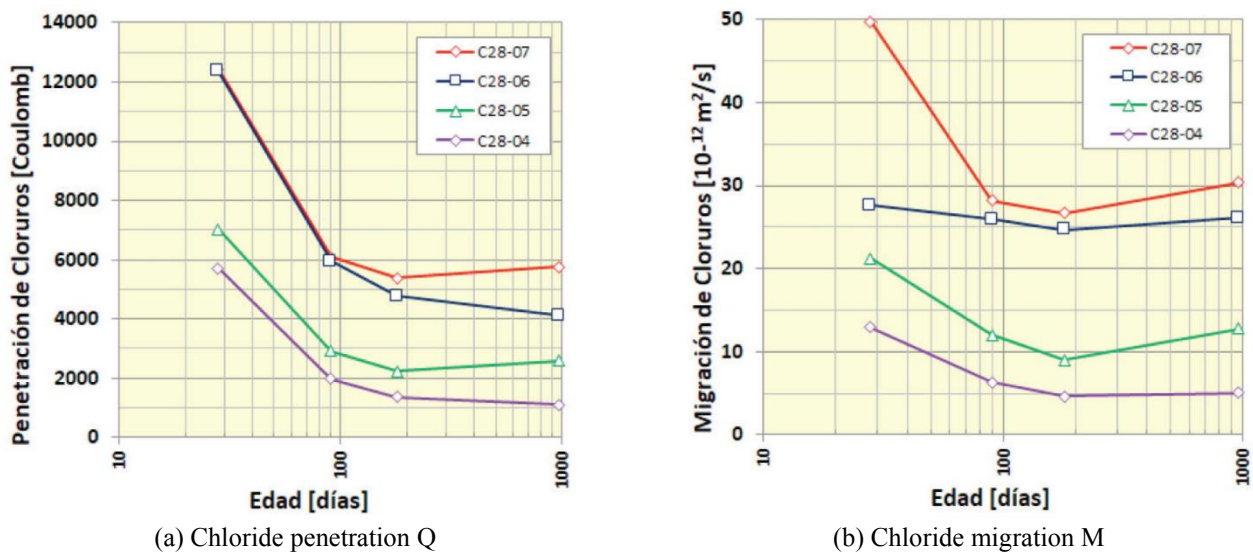 Penetración de Cloruros [Coulomb]
14000
12000
10000
8000
6000
4000
2000
0
C28-07
C28-06
C28-05
C28-04
10
100
1000
Edad [días]
(a) Chloride penetration Q
Migración de Cloruros [10-¹²m²/s]
50
40
30
20
10
0
C28-07
C28-06
C28-05
C28-04
10
100
1000
Edad [días]
(b) Chloride migration M